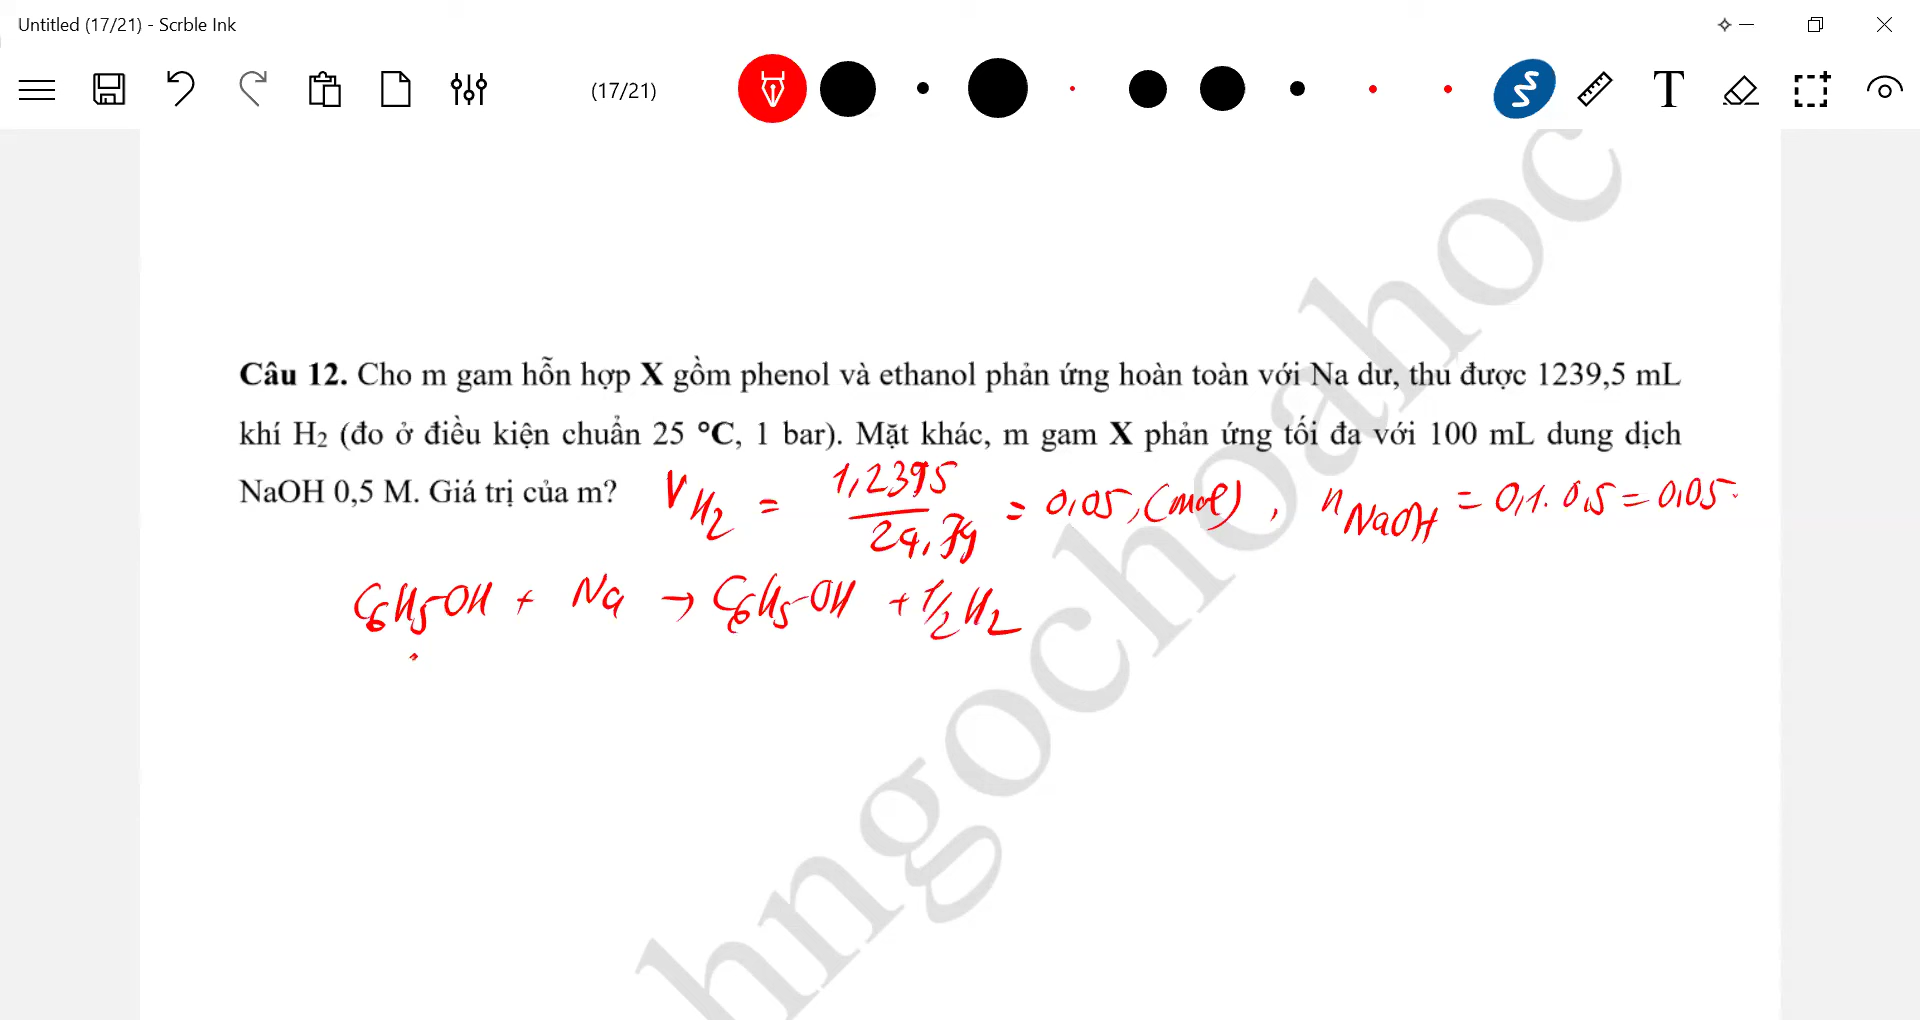 Untitled (17/21) - Scrble Ink
(17/21)
T
Câu 12. Cho m gam hỗn hợp X gồm phenol và ethanol phản ứng hoàn toàn với Na dư, thu được 1239,5 mL
khí H₂ (đo ở điều kiện chuẩn 25 °C, 1 bar). Mặt khác, m gam X phản ứng tối đa với 100 mL dung dịch
NaOH 0,5 M. Giá trị của m?
V H₂ = 1,2395 / 24,79 = 0,05 (mol), n NaOH = 0,1 . 0,5 = 0,05
C₆H₅-OH + Na → C₆H₅-OH + 1/2 H₂
hngochoahoc